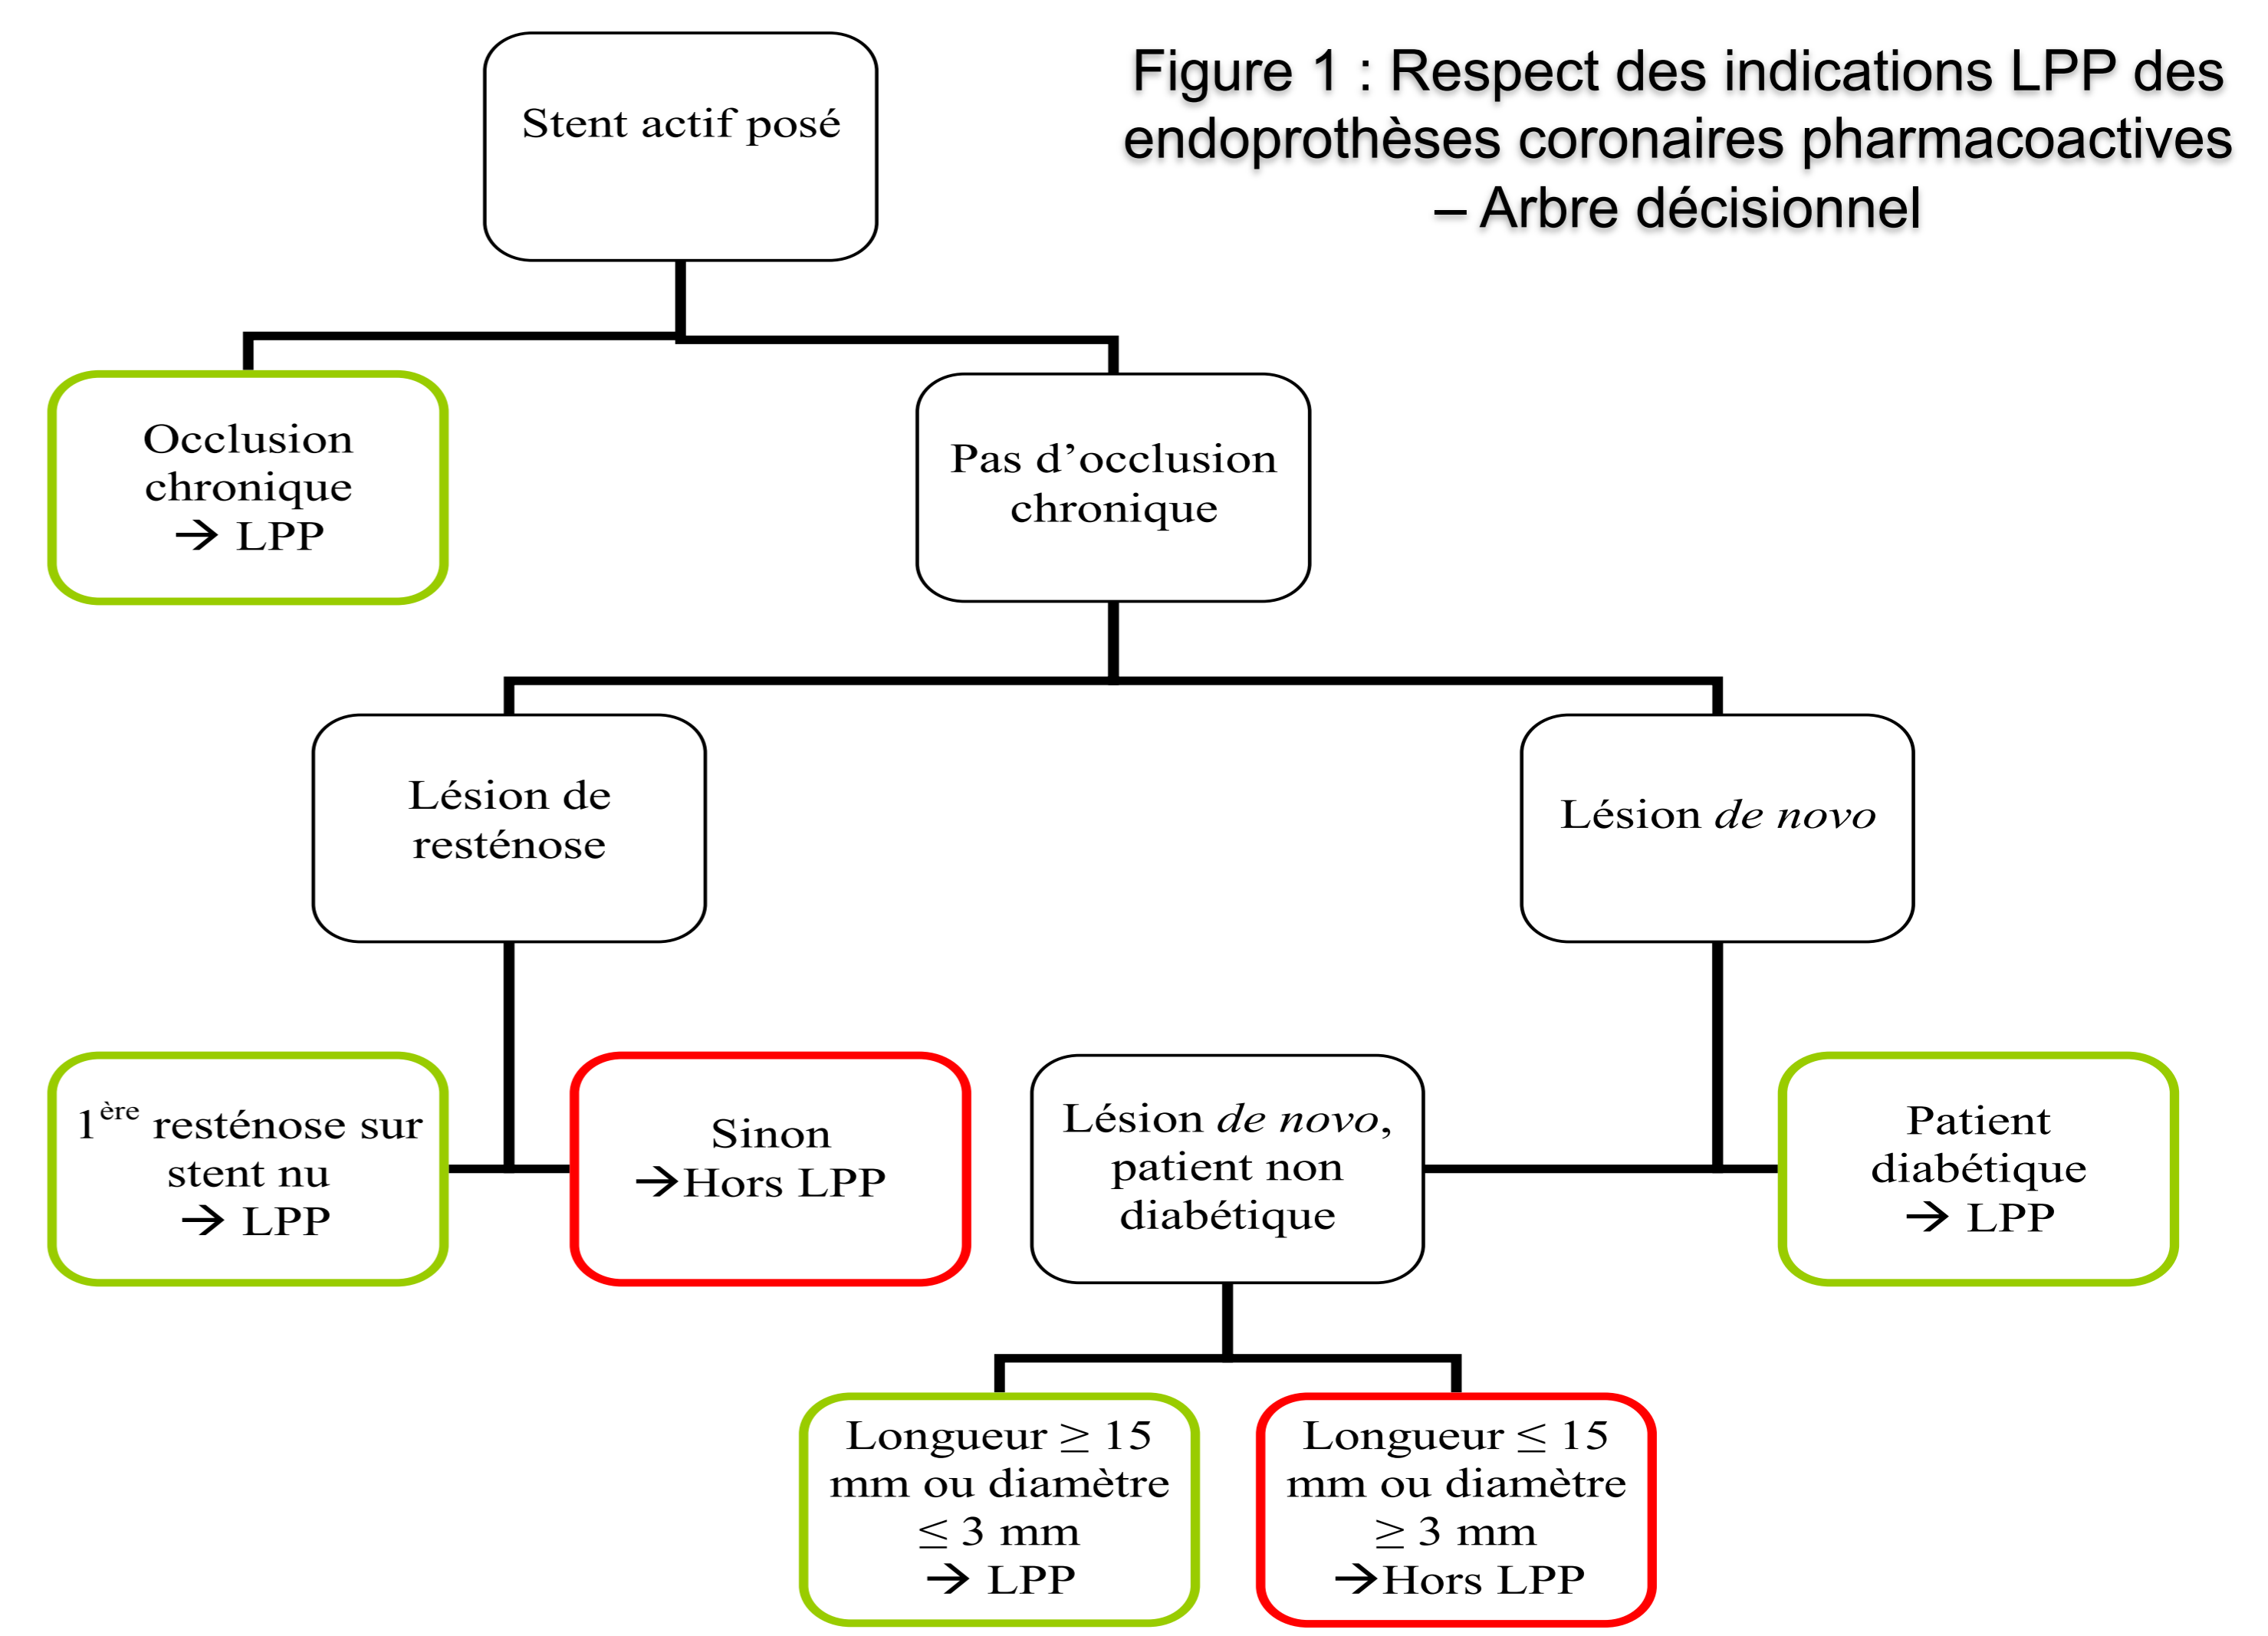 Figure 1 : Respect des indications LPP des
endoprothèses coronaires pharmacoactives
– Arbre décisionnel
Stent actif posé
Occlusion
chronique
→ LPP
Pas d’occlusion
chronique
Lésion de
resténose
Lésion de novo
1ère resténose sur
stent nu
→ LPP
Sinon
→Hors LPP
Lésion de novo,
patient non
diabétique
Patient
diabétique
→ LPP
Longueur ≥ 15
mm ou diamètre
≤ 3 mm
→ LPP
Longueur ≤ 15
mm ou diamètre
≥ 3 mm
→Hors LPP